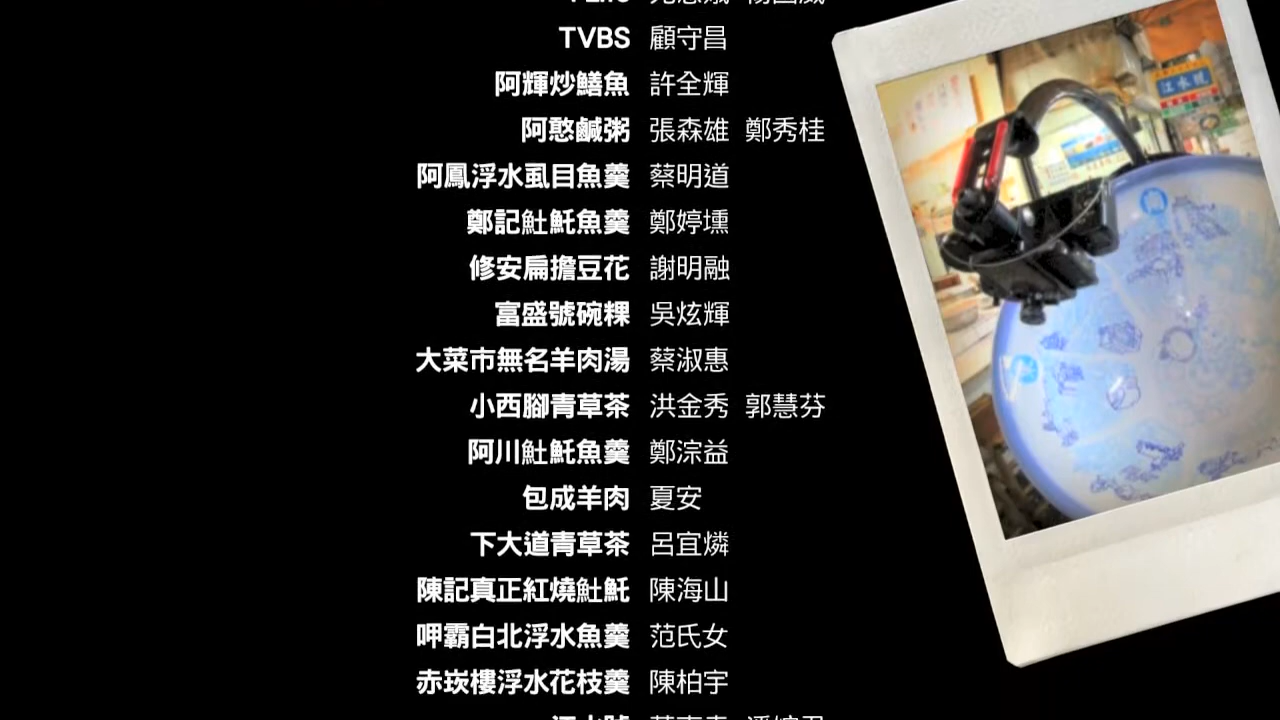 TVBS 顧守昌
阿輝炒鱔魚 許全輝
阿憨鹹粥 張森雄 鄭秀桂
阿鳳浮水虱目魚羹 蔡明道
鄭記𩵚魠魚羹 鄭婷壎
修安扁擔豆花 謝明融
富盛號碗粿 吳炫輝
大菜市無名羊肉湯 蔡淑惠
小西腳青草茶 洪金秀 郭慧芬
阿川𩵚魠魚羹 鄭淙益
包成羊肉 夏安
下大道青草茶 呂宜燐
陳記真正紅燒𩵚魠 陳海山
呷霸白北浮水魚羹 范氏女
赤崁樓浮水花枝羹 陳柏宇
江水號